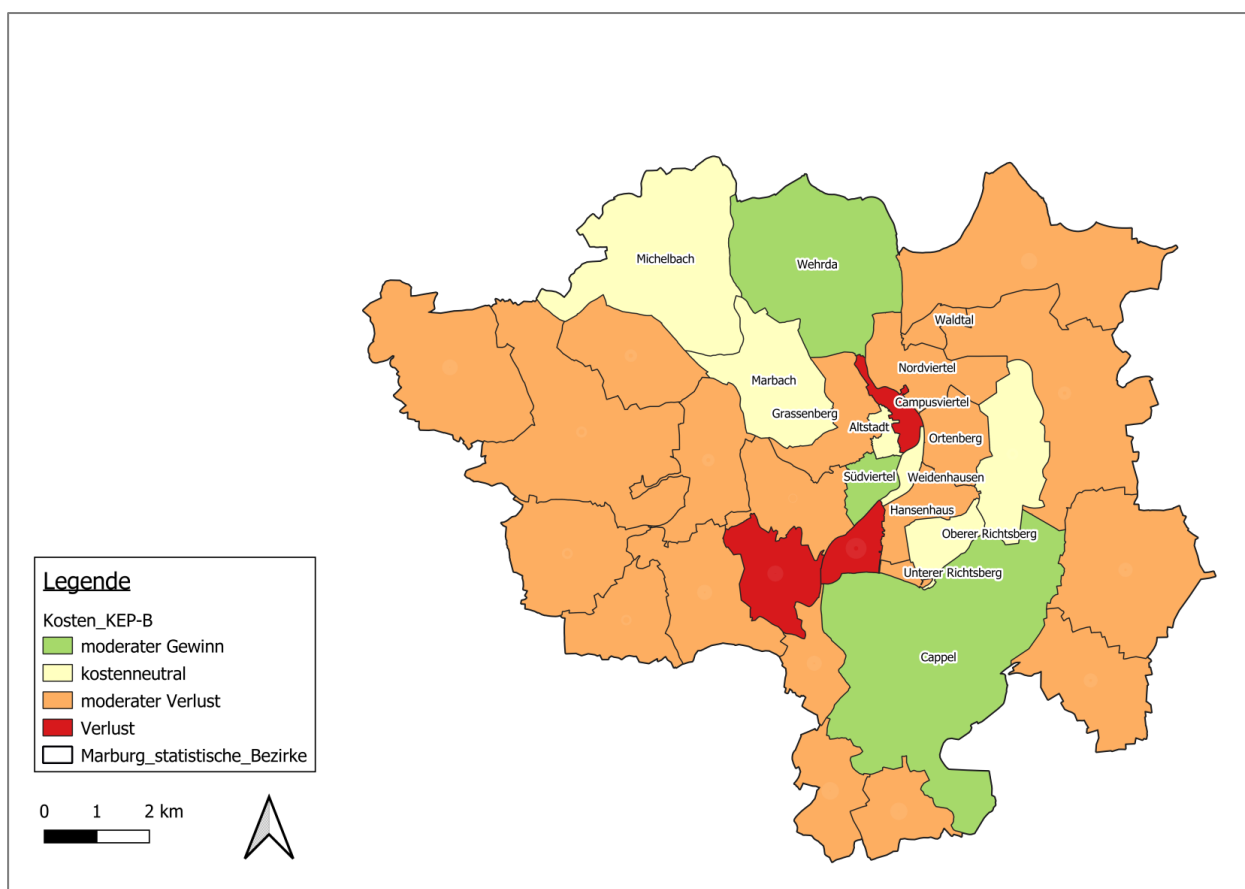 Michelbach
Wehrda
Waldtal
Nordviertel
Marbach
Campusviertel
Grassenberg
Altstadt
Ortenberg
Südviertel
Weidenhausen
Hansenhaus
Oberer Richtsberg
Unterer Richtsberg
Cappel
Legende
Kosten_KEP-B
moderater Gewinn
kostenneutral
moderater Verlust
Verlust
Marburg_statistische_Bezirke
0 1 2 km